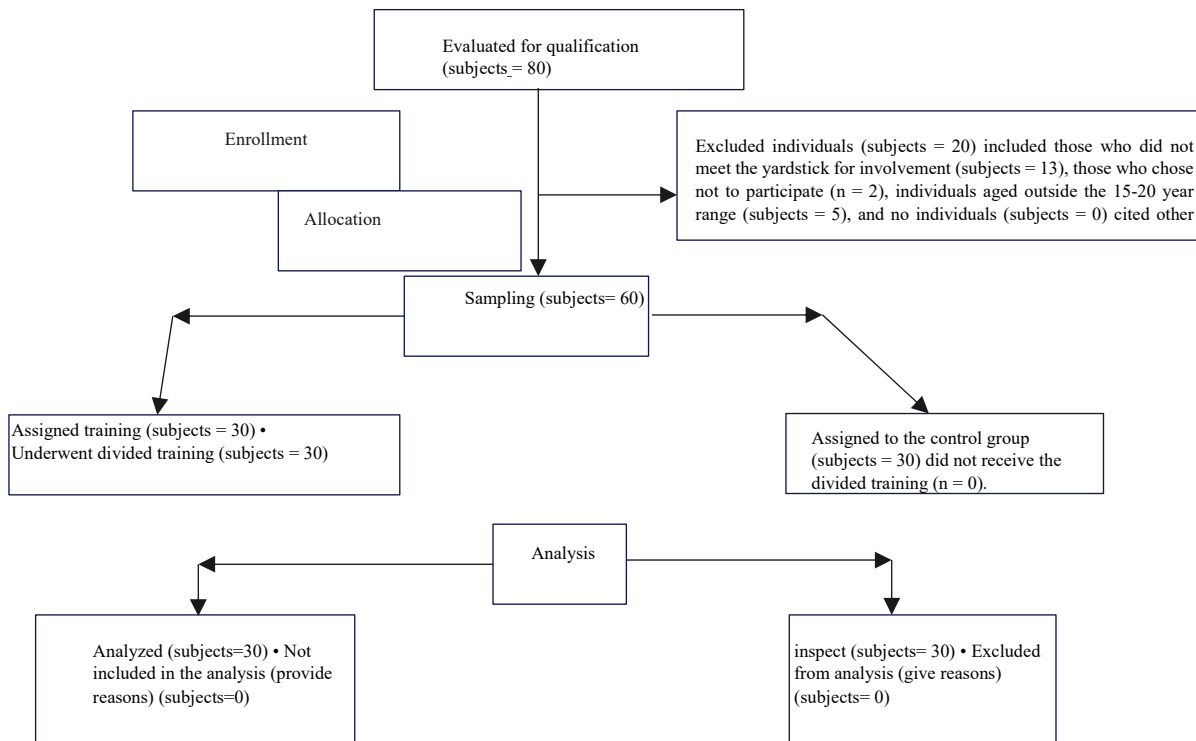 Evaluated for qualification
(subjects = 80)
Enrollment
Excluded individuals (subjects = 20) included those who did not
meet the yardstick for involvement (subjects = 13), those who chose
not to participate (n = 2), individuals aged outside the 15-20 year
range (subjects = 5), and no individuals (subjects = 0) cited other
Allocation
Sampling (subjects= 60)
Assigned training (subjects = 30) •
Underwent divided training (subjects = 30)
Assigned to the control group
(subjects = 30) did not receive the
divided training (n = 0).
Analysis
Analyzed (subjects=30) • Not
included in the analysis (provide
reasons) (subjects=0)
inspect (subjects= 30) • Excluded
from analysis (give reasons)
(subjects= 0)